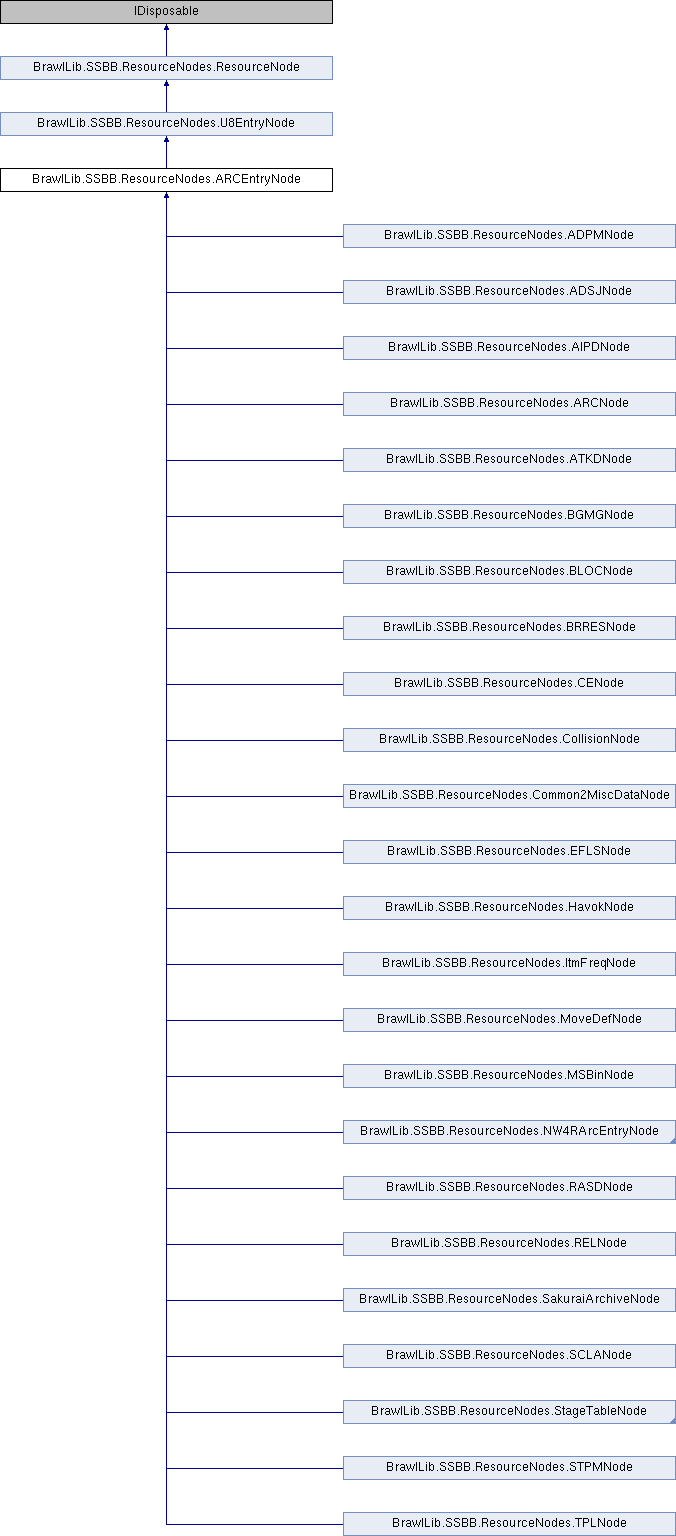 IDisposable
BrawlLib.SSBB.ResourceNodes.ResourceNode
BrawlLib.SSBB.ResourceNodes.U8EntryNode
BrawlLib.SSBB.ResourceNodes.ARCEntryNode
BrawlLib.SSBB.ResourceNodes.ADPMNode
BrawlLib.SSBB.ResourceNodes.ADSJNode
BrawlLib.SSBB.ResourceNodes.AIPDNode
BrawlLib.SSBB.ResourceNodes.ARCNode
BrawlLib.SSBB.ResourceNodes.ATKDNode
BrawlLib.SSBB.ResourceNodes.BGMGNode
BrawlLib.SSBB.ResourceNodes.BLOCNode
BrawlLib.SSBB.ResourceNodes.BRRESNode
BrawlLib.SSBB.ResourceNodes.CENode
BrawlLib.SSBB.ResourceNodes.CollisionNode
BrawlLib.SSBB.ResourceNodes.Common2MiscDataNode
BrawlLib.SSBB.ResourceNodes.EFLSNode
BrawlLib.SSBB.ResourceNodes.HavokNode
BrawlLib.SSBB.ResourceNodes.ItmFreqNode
BrawlLib.SSBB.ResourceNodes.MoveDefNode
BrawlLib.SSBB.ResourceNodes.MSBinNode
BrawlLib.SSBB.ResourceNodes.NW4RArcEntryNode
BrawlLib.SSBB.ResourceNodes.RASDNode
BrawlLib.SSBB.ResourceNodes.RELNode
BrawlLib.SSBB.ResourceNodes.SakuraiArchiveNode
BrawlLib.SSBB.ResourceNodes.SCLANode
BrawlLib.SSBB.ResourceNodes.StageTableNode
BrawlLib.SSBB.ResourceNodes.STPMNode
BrawlLib.SSBB.ResourceNodes.TPLNode